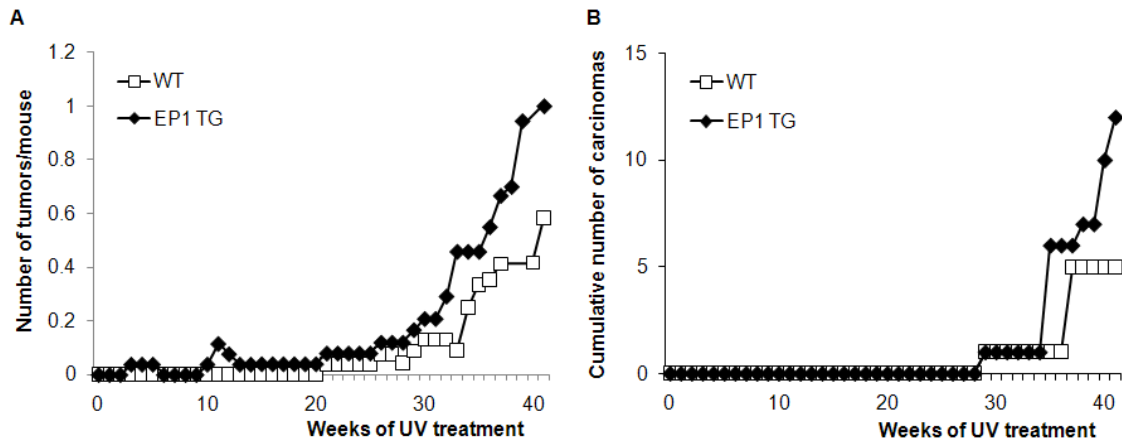 A
Number of tumors/mouse
1.2
1
0.8
0.6
0.4
0.2
0
WT
EP1 TG
0 10 20 30 40
Weeks of UV treatment
B
Cumulative number of carcinomas
15
10
5
0
WT
EP1 TG
0 10 20 30 40
Weeks of UV treatment